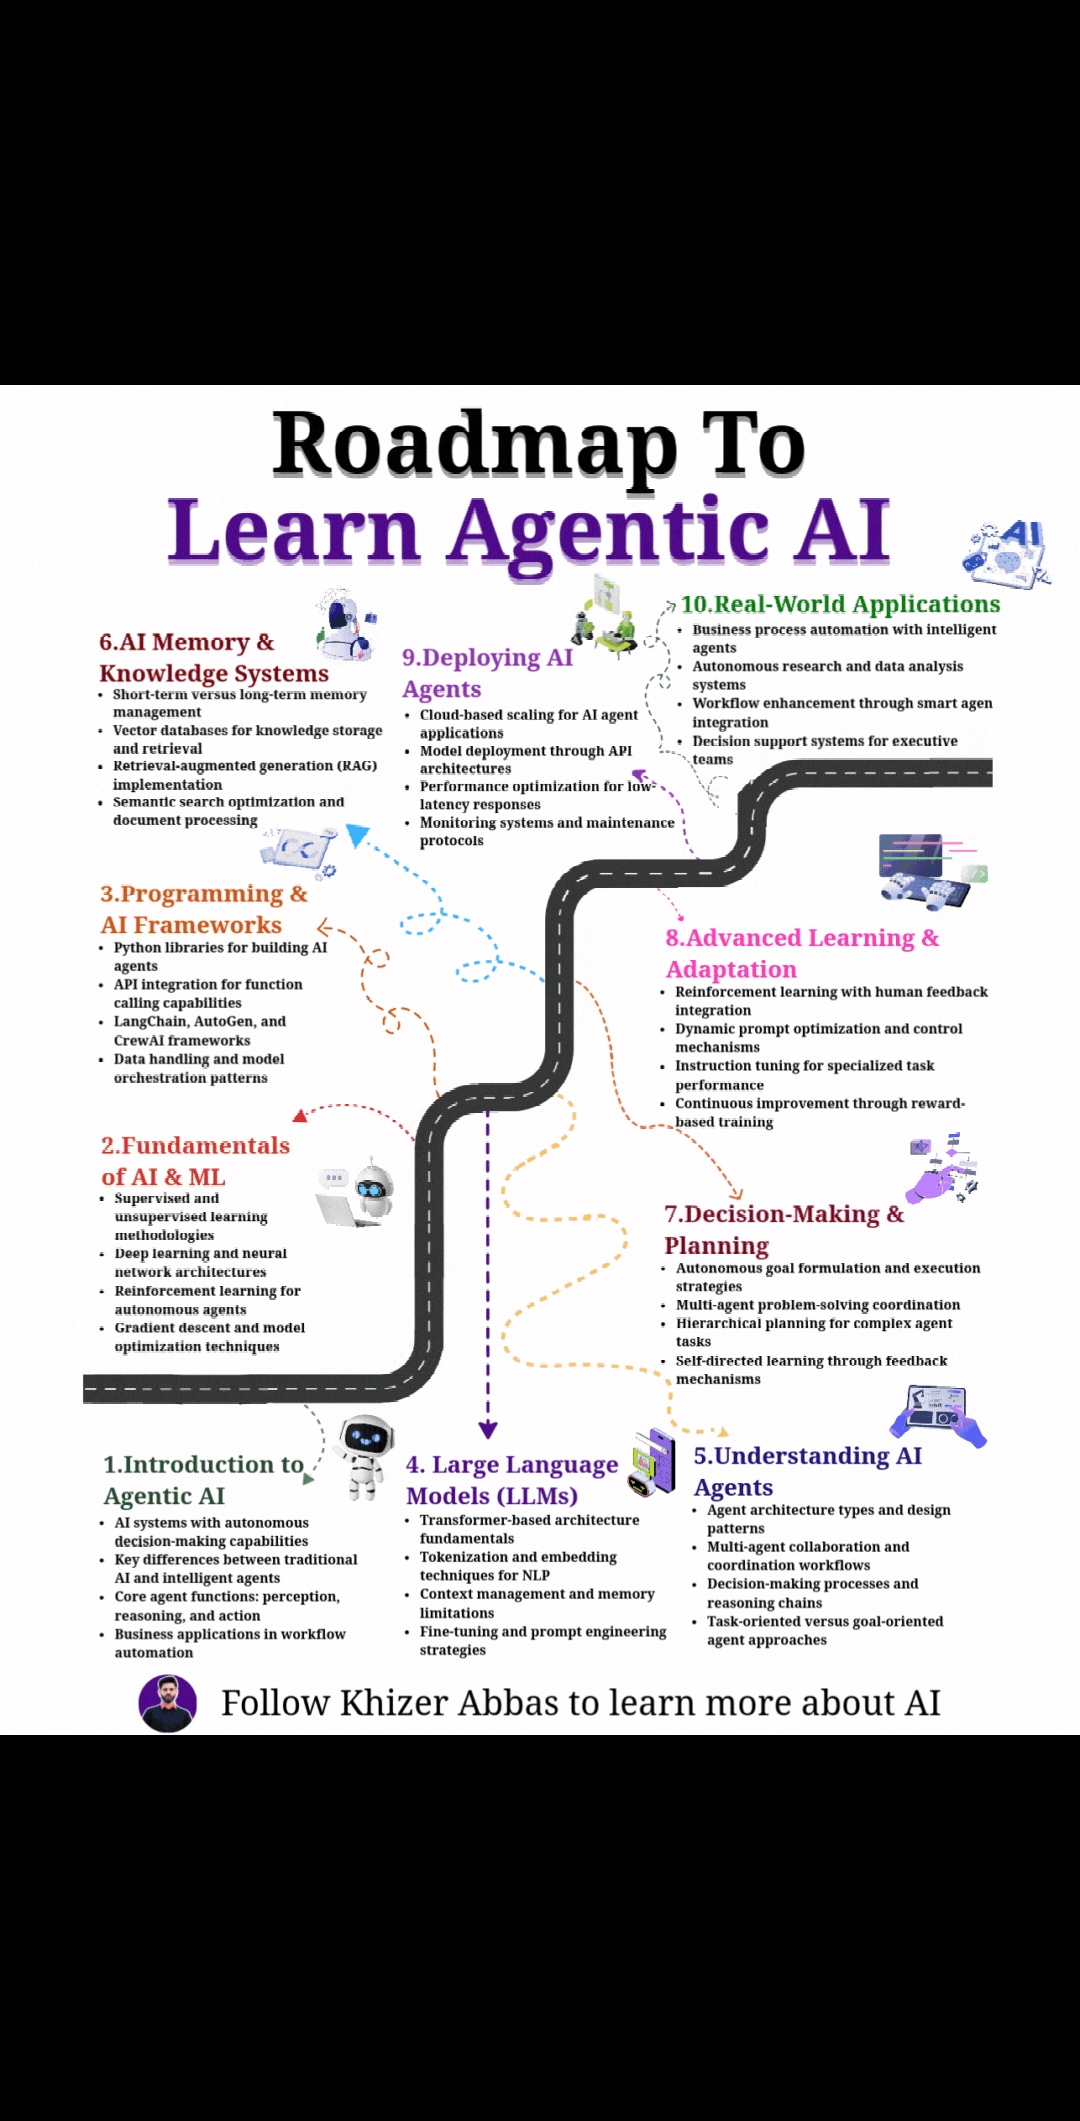 Roadmap To
Learn Agentic AI
AI
6.AI Memory &
Knowledge Systems
• Short-term versus long-term memory
management
• Vector databases for knowledge storage
and retrieval
• Retrieval-augmented generation (RAG)
implementation
• Semantic search optimization and
document processing
9.Deploying AI
Agents
• Cloud-based scaling for AI agent
applications
• Model deployment through API
architectures
• Performance optimization for low-
latency responses
• Monitoring systems and maintenance
protocols
10.Real-World Applications
• Business process automation with intelligent
agents
• Autonomous research and data analysis
systems
• Workflow enhancement through smart agen
integration
• Decision support systems for executive
teams
3.Programming &
AI Frameworks
• Python libraries for building AI
agents
• API integration for function
calling capabilities
• LangChain, AutoGen, and
CrewAI frameworks
• Data handling and model
orchestration patterns
8.Advanced Learning &
Adaptation
• Reinforcement learning with human feedback
integration
• Dynamic prompt optimization and control
mechanisms
• Instruction tuning for specialized task
performance
• Continuous improvement through reward-
based training
2.Fundamentals
of AI & ML
• Supervised and
unsupervised learning
methodologies
• Deep learning and neural
network architectures
• Reinforcement learning for
autonomous agents
• Gradient descent and model
optimization techniques
7.Decision-Making &
Planning
• Autonomous goal formulation and execution
strategies
• Multi-agent problem-solving coordination
• Hierarchical planning for complex agent
tasks
• Self-directed learning through feedback
mechanisms
1.Introduction to
Agentic AI
• AI systems with autonomous
decision-making capabilities
• Key differences between traditional
AI and intelligent agents
• Core agent functions: perception,
reasoning, and action
• Business applications in workflow
automation
4. Large Language
Models (LLMs)
• Transformer-based architecture
fundamentals
• Tokenization and embedding
techniques for NLP
• Context management and memory
limitations
• Fine-tuning and prompt engineering
strategies
5.Understanding AI
Agents
• Agent architecture types and design
patterns
• Multi-agent collaboration and
coordination workflows
• Decision-making processes and
reasoning chains
• Task-oriented versus goal-oriented
agent approaches
Follow Khizer Abbas to learn more about AI